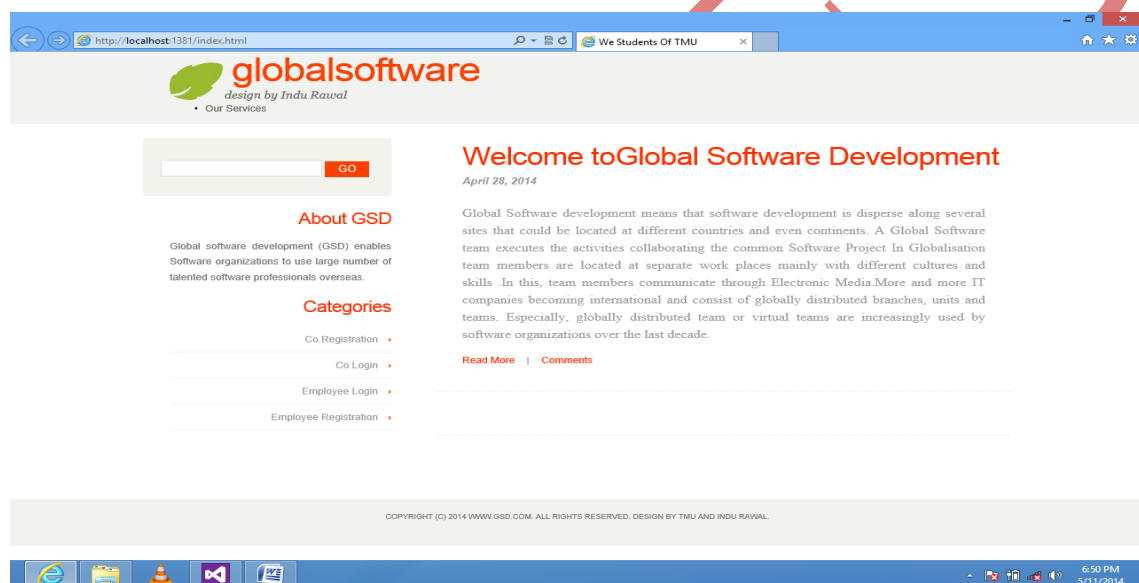 http://localhost:1381/index.html
We Students Of TMU
globalsoftware
design by Indu Rawal
• Our Services
GO
About GSD
Global software development (GSD) enables
Software organizations to use large number of
talented software professionals overseas.
Categories
Co.Registration
Co.Login
Employee Login
Employee Registration
Welcome toGlobal Software Development
April 28, 2014
Global Software development means that software development is disperse along several
sites that could be located at different countries and even continents. A Global Software
team executes the activities collaborating the common Software Project In Globalisation
team members are located at separate work places mainly with different cultures and
skills .In this, team members communicate through Electronic Media.More and more IT
companies becoming international and consist of globally distributed branches, units and
teams. Especially, globally distributed team or virtual teams are increasingly used by
software organizations over the last decade.
Read More | Comments
COPYRIGHT (C) 2014 WWW.GSD.COM. ALL RIGHTS RESERVED. DESIGN BY TMU AND INDU RAWAL.
6:50 PM
5/11/2014